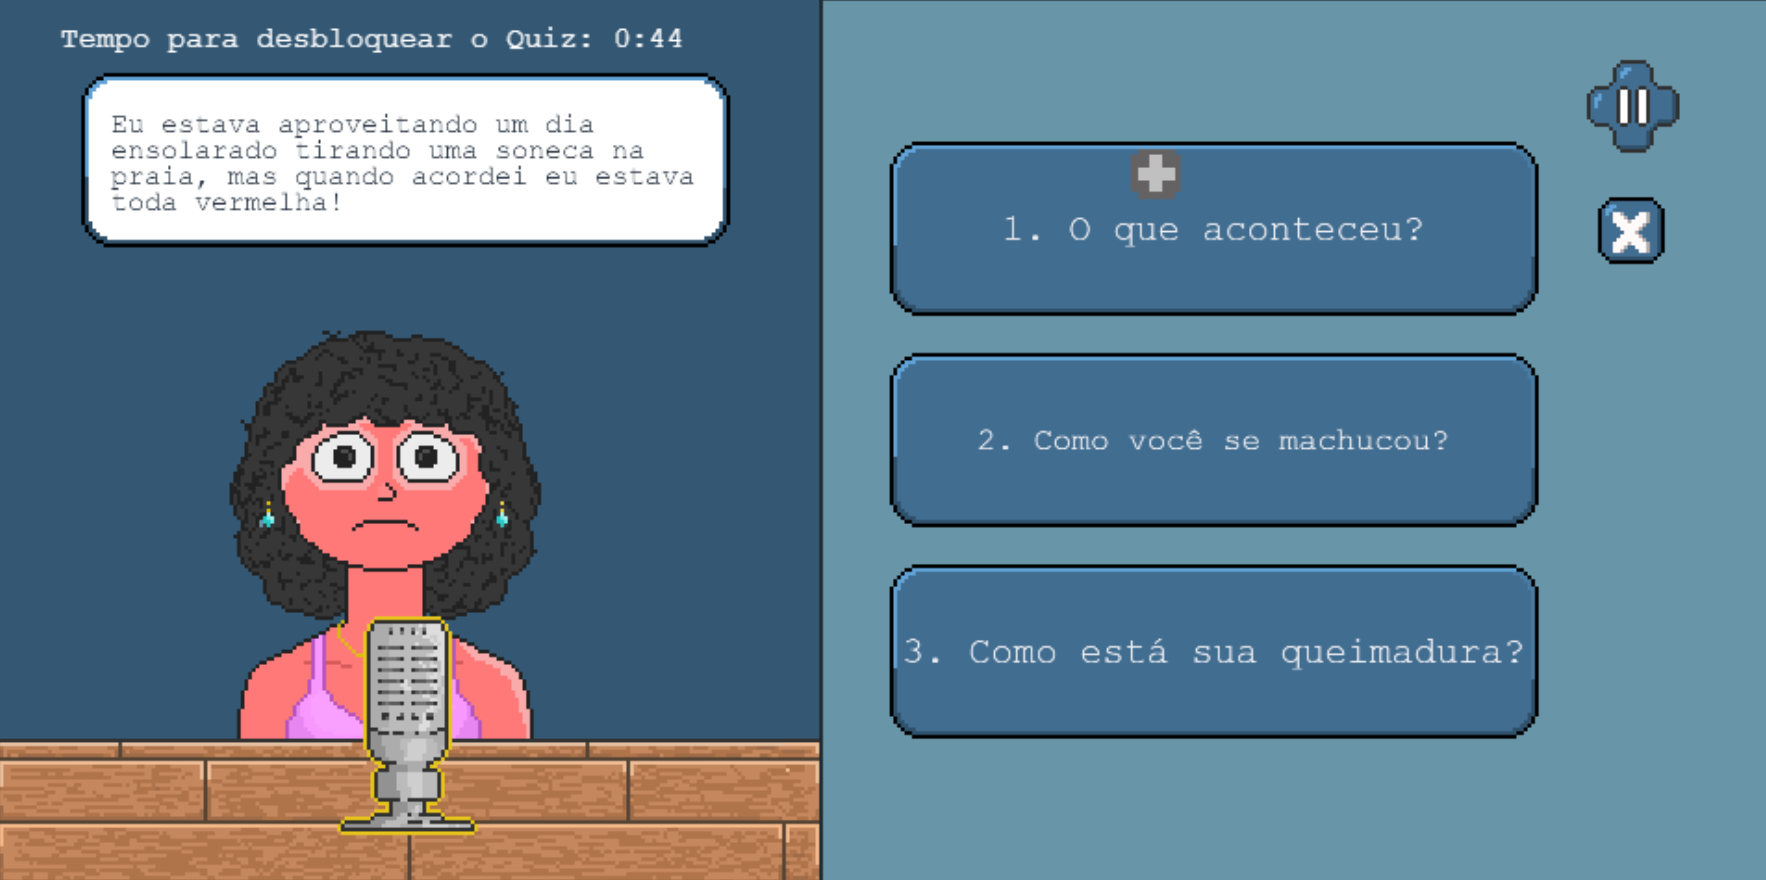 Tempo para desbloquear o Quiz: 0:44
Eu estava aproveitando um dia
ensolarado tirando uma soneca na
praia, mas quando acordei eu estava
toda vermelha!
1. O que aconteceu?
2. Como você se machucou?
3. Como está sua queimadura?